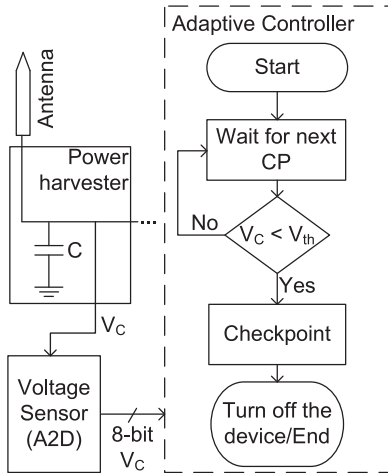 Adaptive Controller
Antenna
Start
Power
harvester
Wait for next
CP
C
No
V_C < V_th
Yes
V_C
Checkpoint
Voltage
Sensor
(A2D)
8-bit
V_C
Turn off the
device/End